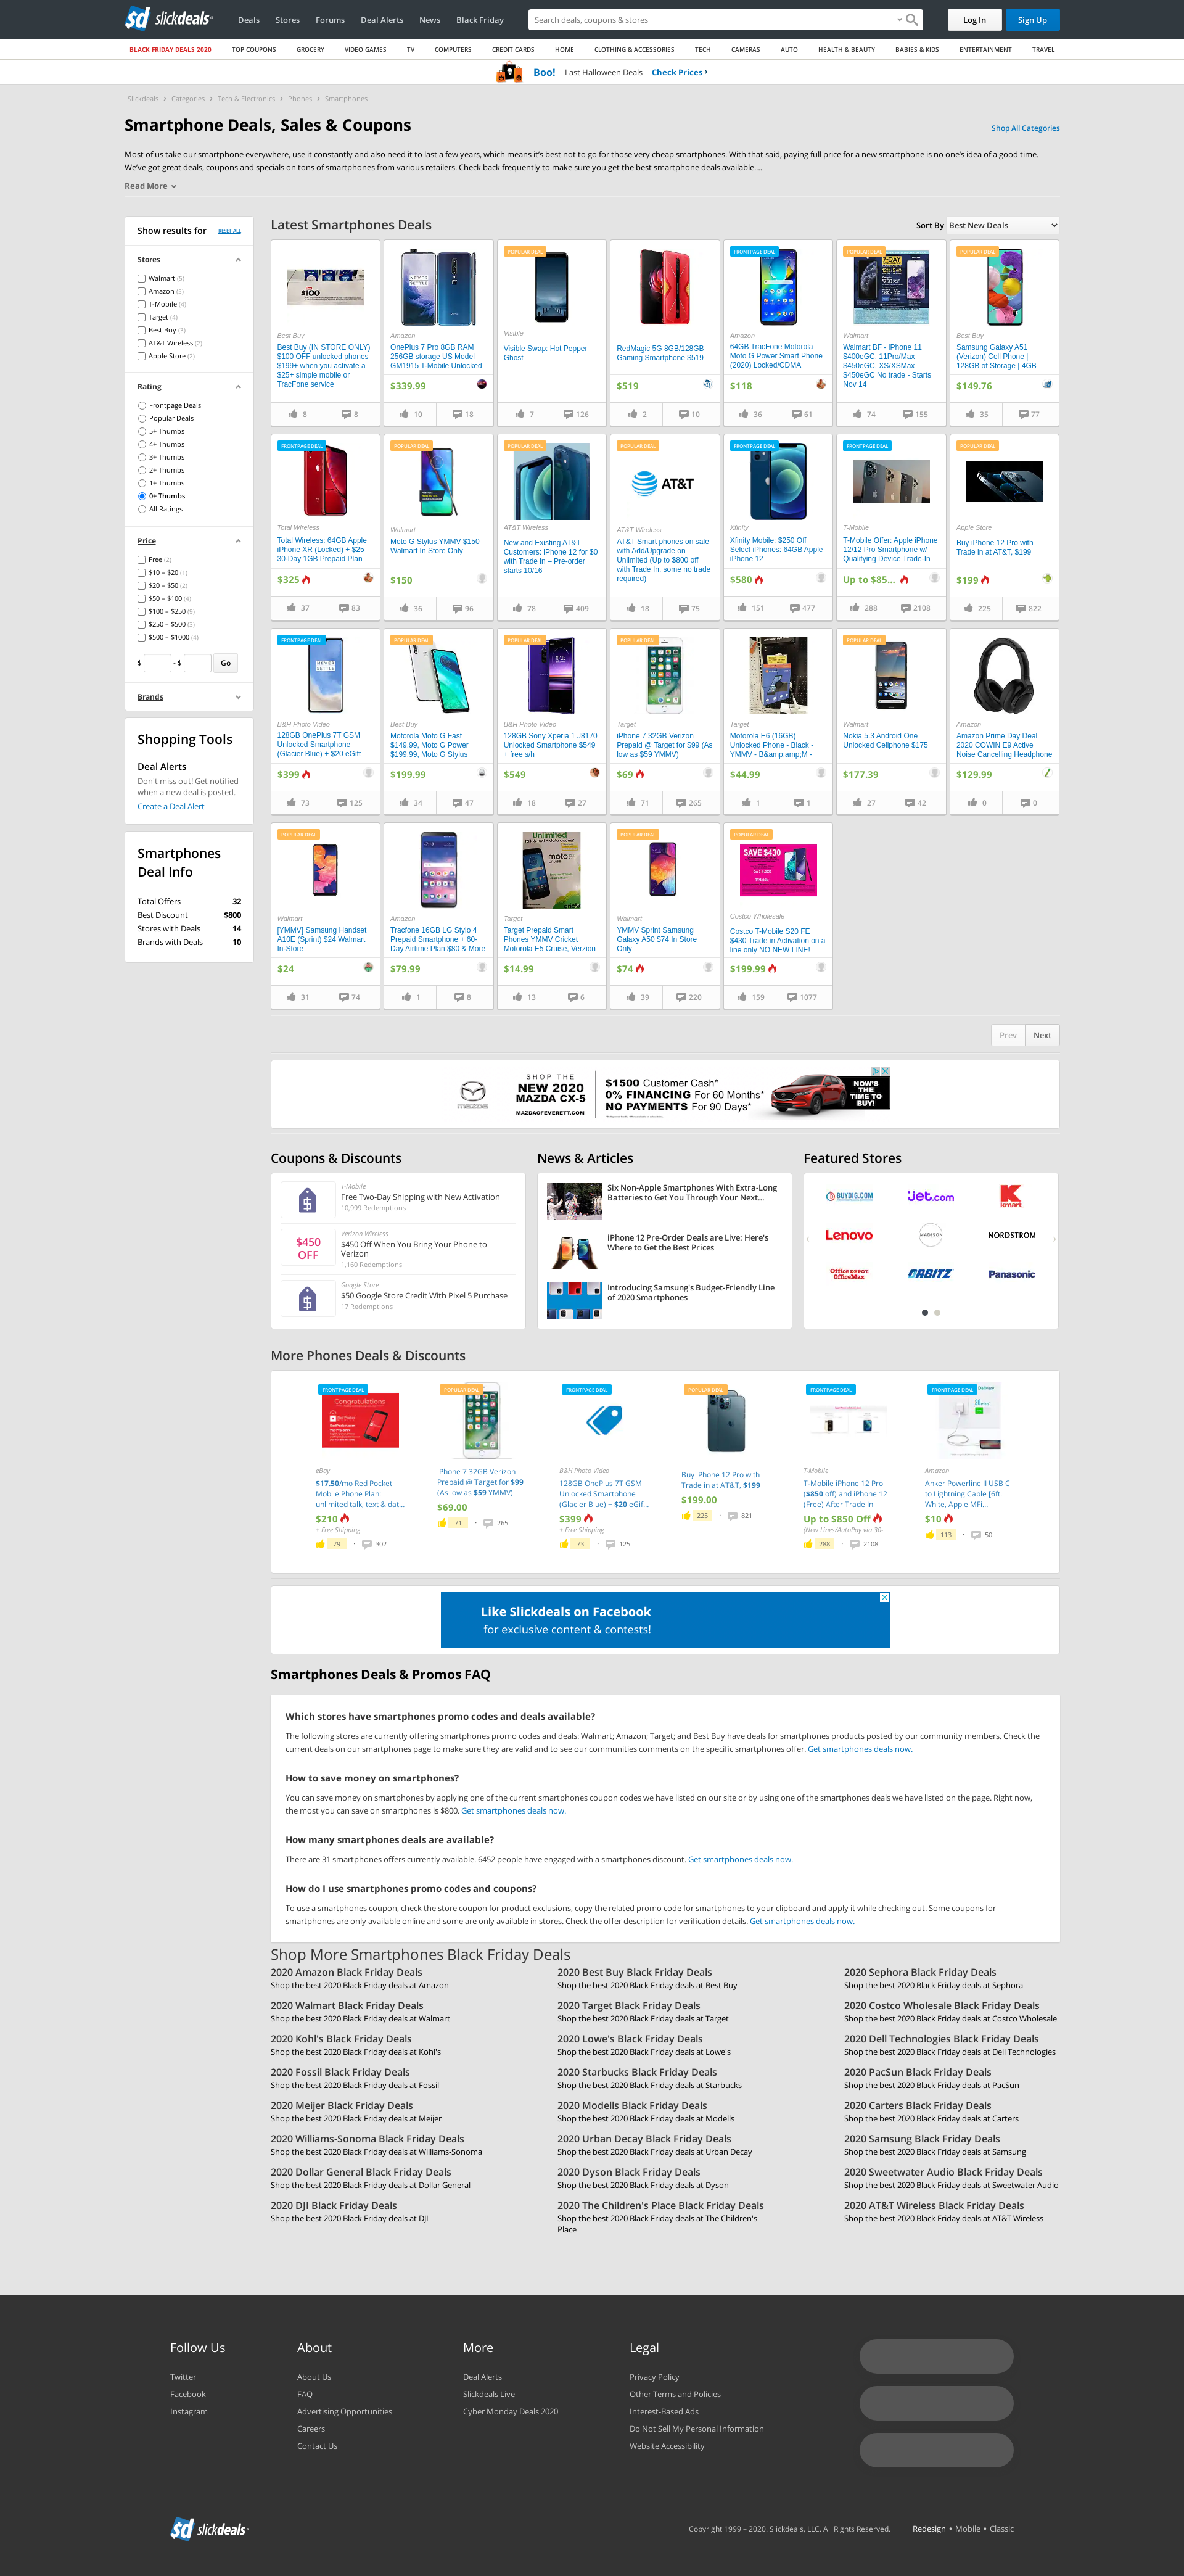 slickdeals
Deals Stores Forums Deal Alerts News Black Friday
Search deals, coupons & stores
Log In Sign Up
BLACK FRIDAY DEALS 2020 TOP COUPONS GROCERY VIDEO GAMES TV COMPUTERS CREDIT CARDS HOME CLOTHING & ACCESSORIES TECH CAMERAS AUTO HEALTH & BEAUTY BABIES & KIDS ENTERTAINMENT TRAVEL
Boo! Last Halloween Deals Check Prices ›
Slickdeals › Categories › Tech & Electronics › Phones › Smartphones
Smartphone Deals, Sales & Coupons
Shop All Categories
Most of us take our smartphone everywhere, use it constantly and also need it to last a few years, which means it's best not to go for those very cheap smartphones. With that said, paying full price for a new smartphone is no one's idea of a good time.
We've got great deals, coupons and specials on tons of smartphones from various retailers. Check back frequently to make sure you get the best smartphone deals available....
Read More
Show results for RESET ALL
Stores
Walmart (5)
Amazon (5)
T-Mobile (4)
Target (4)
Best Buy (3)
AT&T Wireless (2)
Apple Store (2)
Rating
Frontpage Deals
Popular Deals
5+ Thumbs
4+ Thumbs
3+ Thumbs
2+ Thumbs
1+ Thumbs
0+ Thumbs
All Ratings
Price
Free (2)
$10 – $20 (1)
$20 – $50 (2)
$50 – $100 (4)
$100 – $250 (9)
$250 – $500 (3)
$500 – $1000 (4)
$ - $ Go
Brands
Shopping Tools
Deal Alerts
Don't miss out! Get notified
when a new deal is posted.
Create a Deal Alert
Smartphones
Deal Info
Total Offers 32
Best Discount $800
Stores with Deals 14
Brands with Deals 10
Latest Smartphones Deals
Sort By Best New Deals
$100
Best Buy
Best Buy (IN STORE ONLY)
$100 OFF unlocked phones
$199+ when you activate a
$25+ simple mobile or
TracFone service
8 8
Amazon
OnePlus 7 Pro 8GB RAM
256GB storage US Model
GM1915 T-Mobile Unlocked
$339.99
10 18
POPULAR DEAL
Visible
Visible Swap: Hot Pepper
Ghost
7 126
RedMagic 5G 8GB/128GB
Gaming Smartphone $519
$519
2 10
FRONTPAGE DEAL
Amazon
64GB TracFone Motorola
Moto G Power Smart Phone
(2020) Locked/CDMA
$118
36 61
POPULAR DEAL
Walmart
Walmart BF - iPhone 11
$400eGC, 11Pro/Max
$450eGC, XS/XSMax
$450eGC No trade - Starts
Nov 14
74 155
POPULAR DEAL
Best Buy
Samsung Galaxy A51
(Verizon) Cell Phone |
128GB of Storage | 4GB
$149.76
35 77
FRONTPAGE DEAL
Total Wireless
Total Wireless: 64GB Apple
iPhone XR (Locked) + $25
30-Day 1GB Prepaid Plan
$325
37 83
POPULAR DEAL
Walmart
Moto G Stylus YMMV $150
Walmart In Store Only
$150
36 96
POPULAR DEAL
AT&T Wireless
New and Existing AT&T
Customers: iPhone 12 for $0
with Trade in – Pre-order
starts 10/16
78 409
POPULAR DEAL
AT&T
AT&T Wireless
AT&T Smart phones on sale
with Add/Upgrade on
Unlimited (Up to $800 off
with Trade In, some no trade
required)
18 75
FRONTPAGE DEAL
Xfinity
Xfinity Mobile: $250 Off
Select iPhones: 64GB Apple
iPhone 12
$580
151 477
FRONTPAGE DEAL
T-Mobile
T-Mobile Offer: Apple iPhone
12/12 Pro Smartphone w/
Qualifying Device Trade-In
Up to $85...
288 2108
POPULAR DEAL
Apple Store
Buy iPhone 12 Pro with
Trade in at AT&T, $199
$199
225 822
FRONTPAGE DEAL
B&H Photo Video
128GB OnePlus 7T GSM
Unlocked Smartphone
(Glacier Blue) + $20 eGift
$399
73 125
POPULAR DEAL
Best Buy
Motorola Moto G Fast
$149.99, Moto G Power
$199.99, Moto G Stylus
$199.99
34 47
POPULAR DEAL
B&H Photo Video
128GB Sony Xperia 1 J8170
Unlocked Smartphone $549
+ free s/h
$549
18 27
POPULAR DEAL
Target
iPhone 7 32GB Verizon
Prepaid @ Target for $99 (As
low as $59 YMMV)
$69
71 265
Target
Motorola E6 (16GB)
Unlocked Phone - Black -
YMMV - B&amp;amp;M -
$44.99
1 1
POPULAR DEAL
Walmart
Nokia 5.3 Android One
Unlocked Cellphone $175
$177.39
27 42
Amazon
Amazon Prime Day Deal
2020 COWIN E9 Active
Noise Cancelling Headphone
$129.99
0 0
POPULAR DEAL
Walmart
[YMMV] Samsung Handset
A10E (Sprint) $24 Walmart
In-Store
$24
31 74
Amazon
Tracfone 16GB LG Stylo 4
Prepaid Smartphone + 60-
Day Airtime Plan $80 & More
$79.99
1 8
Unlimited
moto e
Target
Target Prepaid Smart
Phones YMMV Cricket
Motorola E5 Cruise, Verzion
$14.99
13 6
POPULAR DEAL
Walmart
YMMV Sprint Samsung
Galaxy A50 $74 In Store
Only
$74
39 220
POPULAR DEAL
SAVE $430
Costco Wholesale
Costco T-Mobile S20 FE
$430 Trade in Activation on a
line only NO NEW LINE!
$199.99
159 1077
Prev Next
mazda
SHOP THE
NEW 2020
MAZDA CX-5
MAZDAOFEVERETT.COM
$1500 Customer Cash*
0% FINANCING For 60 Months*
NO PAYMENTS For 90 Days*
NOW'S
THE TIME
TO BUY!
Coupons & Discounts
T-Mobile
Free Two-Day Shipping with New Activation
10,999 Redemptions
$450
OFF
Verizon Wireless
$450 Off When You Bring Your Phone to
Verizon
1,160 Redemptions
Google Store
$50 Google Store Credit With Pixel 5 Purchase
17 Redemptions
News & Articles
Six Non-Apple Smartphones With Extra-Long
Batteries to Get You Through Your Next...
iPhone 12 Pre-Order Deals are Live: Here's
Where to Get the Best Prices
Introducing Samsung's Budget-Friendly Line
of 2020 Smartphones
Featured Stores
BUYDIG.COM jet.com Kmart
Lenovo MADISON NORDSTROM
Office DEPOT OfficeMax ORBITZ Panasonic
More Phones Deals & Discounts
FRONTPAGE DEAL
Congratulations
eBay
$17.50/mo Red Pocket
Mobile Phone Plan:
unlimited talk, text & dat...
$210
+ Free Shipping
79 · 302
POPULAR DEAL
iPhone 7 32GB Verizon
Prepaid @ Target for $99
(As low as $59 YMMV)
$69.00
71 · 265
FRONTPAGE DEAL
B&H Photo Video
128GB OnePlus 7T GSM
Unlocked Smartphone
(Glacier Blue) + $20 eGif...
$399
+ Free Shipping
73 · 125
POPULAR DEAL
Buy iPhone 12 Pro with
Trade in at AT&T, $199
$199.00
225 · 821
FRONTPAGE DEAL
T-Mobile
T-Mobile iPhone 12 Pro
($850 off) and iPhone 12
(Free) After Trade In
Up to $850 Off
(New Lines/AutoPay via 30-
288 · 2108
FRONTPAGE DEAL
Amazon
Anker Powerline II USB C
to Lightning Cable [6ft.
White, Apple MFi...
$10
113 · 50
Like Slickdeals on Facebook
for exclusive content & contests!
Smartphones Deals & Promos FAQ
Which stores have smartphones promo codes and deals available?
The following stores are currently offering smartphones promo codes and deals: Walmart; Amazon; Target; and Best Buy have deals for smartphones products posted by our community members. Check the
current deals on our smartphones page to make sure they are valid and to see our communities comments on the specific smartphones offer. Get smartphones deals now.
How to save money on smartphones?
You can save money on smartphones by applying one of the current smartphones coupon codes we have listed on our site or by using one of the smartphones deals we have listed on the page. Right now,
the most you can save on smartphones is $800. Get smartphones deals now.
How many smartphones deals are available?
There are 31 smartphones offers currently available. 6452 people have engaged with a smartphones discount. Get smartphones deals now.
How do I use smartphones promo codes and coupons?
To use a smartphones coupon, check the store coupon for product exclusions, copy the related promo code for smartphones to your clipboard and apply it while checking out. Some coupons for
smartphones are only available online and some are only available in stores. Check the offer description for verification details. Get smartphones deals now.
Shop More Smartphones Black Friday Deals
2020 Amazon Black Friday Deals
Shop the best 2020 Black Friday deals at Amazon
2020 Best Buy Black Friday Deals
Shop the best 2020 Black Friday deals at Best Buy
2020 Sephora Black Friday Deals
Shop the best 2020 Black Friday deals at Sephora
2020 Walmart Black Friday Deals
Shop the best 2020 Black Friday deals at Walmart
2020 Target Black Friday Deals
Shop the best 2020 Black Friday deals at Target
2020 Costco Wholesale Black Friday Deals
Shop the best 2020 Black Friday deals at Costco Wholesale
2020 Kohl's Black Friday Deals
Shop the best 2020 Black Friday deals at Kohl's
2020 Lowe's Black Friday Deals
Shop the best 2020 Black Friday deals at Lowe's
2020 Dell Technologies Black Friday Deals
Shop the best 2020 Black Friday deals at Dell Technologies
2020 Fossil Black Friday Deals
Shop the best 2020 Black Friday deals at Fossil
2020 Starbucks Black Friday Deals
Shop the best 2020 Black Friday deals at Starbucks
2020 PacSun Black Friday Deals
Shop the best 2020 Black Friday deals at PacSun
2020 Meijer Black Friday Deals
Shop the best 2020 Black Friday deals at Meijer
2020 Modells Black Friday Deals
Shop the best 2020 Black Friday deals at Modells
2020 Carters Black Friday Deals
Shop the best 2020 Black Friday deals at Carters
2020 Williams-Sonoma Black Friday Deals
Shop the best 2020 Black Friday deals at Williams-Sonoma
2020 Urban Decay Black Friday Deals
Shop the best 2020 Black Friday deals at Urban Decay
2020 Samsung Black Friday Deals
Shop the best 2020 Black Friday deals at Samsung
2020 Dollar General Black Friday Deals
Shop the best 2020 Black Friday deals at Dollar General
2020 Dyson Black Friday Deals
Shop the best 2020 Black Friday deals at Dyson
2020 Sweetwater Audio Black Friday Deals
Shop the best 2020 Black Friday deals at Sweetwater Audio
2020 DJI Black Friday Deals
Shop the best 2020 Black Friday deals at DJI
2020 The Children's Place Black Friday Deals
Shop the best 2020 Black Friday deals at The Children's
Place
2020 AT&T Wireless Black Friday Deals
Shop the best 2020 Black Friday deals at AT&T Wireless
Follow Us
Twitter
Facebook
Instagram
About
About Us
FAQ
Advertising Opportunities
Careers
Contact Us
More
Deal Alerts
Slickdeals Live
Cyber Monday Deals 2020
Legal
Privacy Policy
Other Terms and Policies
Interest-Based Ads
Do Not Sell My Personal Information
Website Accessibility
slickdeals
Copyright 1999 – 2020. Slickdeals, LLC. All Rights Reserved. Redesign • Mobile • Classic